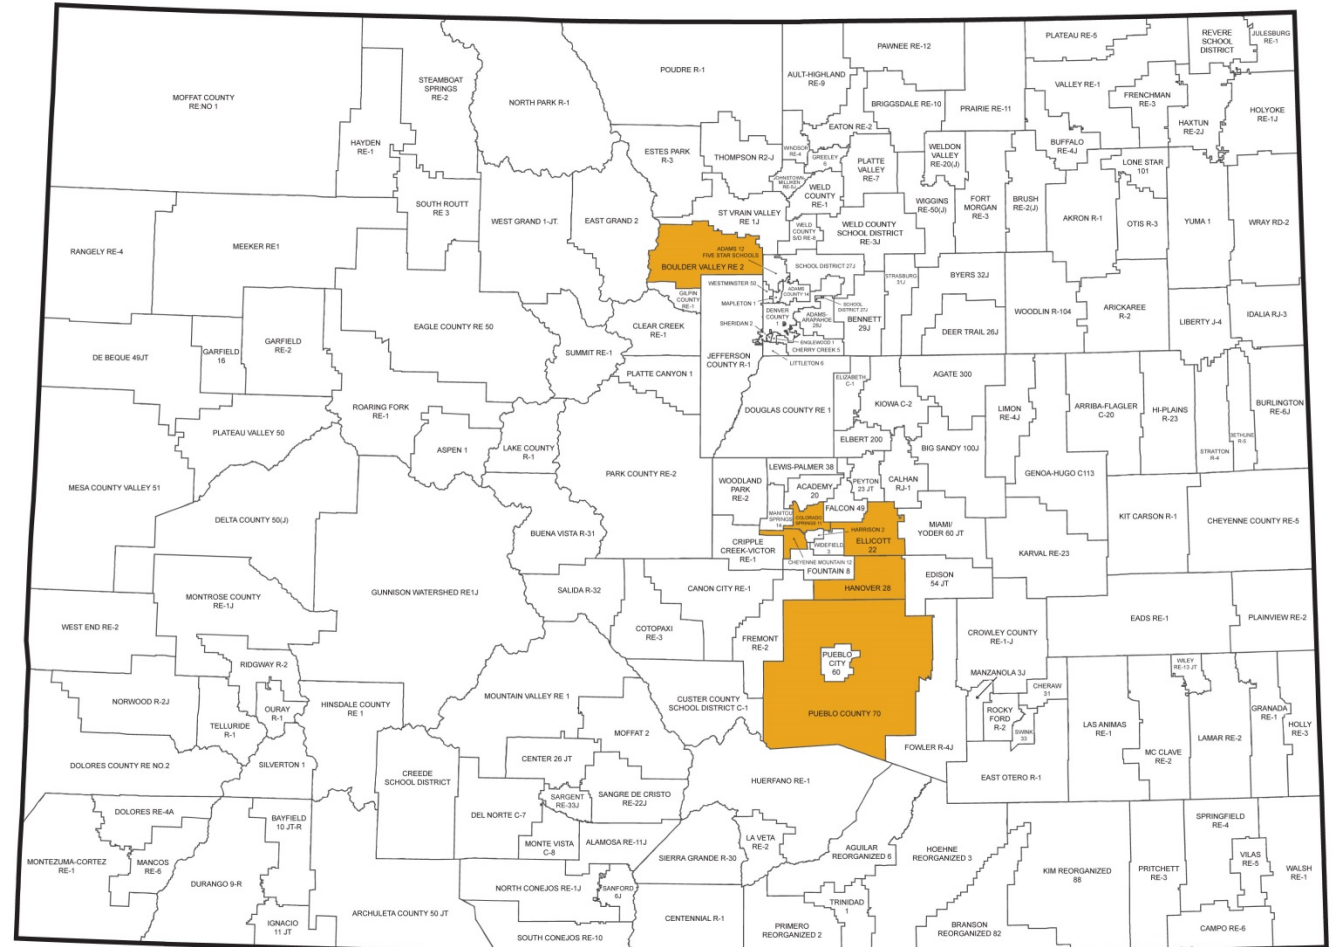 MOFFAT COUNTY
RE:NO 1
STEAMBOAT
SPRINGS
RE-2
HAYDEN
RE-1
NORTH PARK R-1
POUDRE R-1
AULT-HIGHLAND
RE-9
PAWNEE RE-12
PLATEAU RE-5
REVERE
SCHOOL
DISTRICT
JULESBURG
RE-1
BRIGGSDALE RE-10
PRAIRIE RE-11
VALLEY RE-1
FRENCHMAN
RE-3
HAXTUN
RE-2J
HOLYOKE
RE-1J
EATON RE-2
ESTES PARK
R-3
THOMPSON R2-J
WINDSOR
RE-4
GREELEY
6
PLATTE
VALLEY
RE-7
WELDON
VALLEY
RE-20(J)
BUFFALO
RE-4J
LONE STAR
101
JOHNSTOWN-
MILLIKEN
RE-5J
WELD
COUNTY
RE-1
WIGGINS
RE-50(J)
FORT
MORGAN
RE-3
BRUSH
RE-2(J)
AKRON R-1
OTIS R-3
YUMA 1
WRAY RD-2
SOUTH ROUTT
RE 3
WEST GRAND 1-JT.
EAST GRAND 2
ST VRAIN VALLEY
RE 1J
WELD
COUNTY
S/D RE-8
WELD COUNTY
SCHOOL DISTRICT
RE-3J
RANGELY RE-4
MEEKER RE1
ADAMS 12
FIVE STAR SCHOOLS
BOULDER VALLEY RE 2
SCHOOL DISTRICT 27J
STRASBURG
31J
BYERS 32J
WESTMINSTER 50
ADAMS
COUNTY 14
GILPIN
COUNTY
RE-1
MAPLETON 1
SCHOOL
DISTRICT 27J
DENVER
COUNTY
1
ADAMS-
ARAPAHOE
28J
BENNETT
29J
WOODLIN R-104
ARICKAREE
R-2
LIBERTY J-4
IDALIA RJ-3
EAGLE COUNTY RE 50
CLEAR CREEK
RE-1
SHERIDAN 2
ENGLEWOOD 1
CHERRY CREEK 5
DEER TRAIL 26J
DE BEQUE 49JT
GARFIELD
16
GARFIELD
RE-2
SUMMIT RE-1
JEFFERSON
COUNTY R-1
LITTLETON 6
PLATTE CANYON 1
ELIZABETH
C-1
AGATE 300
ROARING FORK
RE-1
DOUGLAS COUNTY RE 1
KIOWA C-2
LIMON
RE-4J
ARRIBA-FLAGLER
C-20
HI-PLAINS
R-23
BURLINGTON
RE-6J
PLATEAU VALLEY 50
ASPEN 1
LAKE COUNTY
R-1
ELBERT 200
BIG SANDY 100J
STRATTON
R-4
BETHUNE
R-5
PARK COUNTY RE-2
LEWIS-PALMER 38
GENOA-HUGO C113
MESA COUNTY VALLEY 51
WOODLAND
PARK
RE-2
ACADEMY
20
PEYTON
23 JT
CALHAN
RJ-1
DELTA COUNTY 50(J)
MANITOU
SPRINGS
14
COLORADO
SPRINGS 11
FALCON 49
KIT CARSON R-1
CHEYENNE COUNTY RE-5
BUENA VISTA R-31
CRIPPLE
CREEK-VICTOR
RE-1
HARRISON 2
WIDEFIELD
3
ELLICOTT
22
MIAMI/
YODER 60 JT
KARVAL RE-23
CHEYENNE MOUNTAIN 12
FOUNTAIN 8
MONTROSE COUNTY
RE-1J
GUNNISON WATERSHED RE1J
SALIDA R-32
CANON CITY RE-1
HANOVER 28
EDISON
54 JT
WEST END RE-2
COTOPAXI
RE-3
FREMONT
RE-2
CROWLEY COUNTY
RE-1-J
EADS RE-1
PLAINVIEW RE-2
RIDGWAY R-2
PUEBLO
CITY
60
MANZANOLA 3J
WILEY
RE-13 JT
NORWOOD R-2J
TELLURIDE
R-1
OURAY
R-1
HINSDALE COUNTY
RE 1
MOUNTAIN VALLEY RE 1
CUSTER COUNTY
SCHOOL DISTRICT C-1
PUEBLO COUNTY 70
CHERAW
31
ROCKY
FORD
R-2
SWINK
33
LAS ANIMAS
RE-1
GRANADA
RE-1
HOLLY
RE-3
MOFFAT 2
FOWLER R-4J
MC CLAVE
RE-2
LAMAR RE-2
DOLORES COUNTY RE NO.2
SILVERTON 1
CREEDE
SCHOOL DISTRICT
CENTER 26 JT
HUERFANO RE-1
EAST OTERO R-1
DOLORES RE-4A
BAYFIELD
10 JT-R
SARGENT
RE-33J
SANGRE DE CRISTO
RE-22J
DEL NORTE C-7
SPRINGFIELD
RE-4
MONTE VISTA
C-8
ALAMOSA RE-11J
LA VETA
RE-2
AGUILAR
REORGANIZED 6
HOEHNE
REORGANIZED 3
MONTEZUMA-CORTEZ
RE-1
MANCOS
RE-6
SIERRA GRANDE R-30
KIM REORGANIZED
88
PRITCHETT
RE-3
VILAS
RE-5
WALSH
RE-1
DURANGO 9-R
NORTH CONEJOS RE-1J
SANFORD
6J
IGNACIO
11 JT
ARCHULETA COUNTY 50 JT
CENTENNIAL R-1
TRINIDAD
1
PRIMERO
REORGANIZED 2
BRANSON
REORGANIZED 82
CAMPO RE-6
SOUTH CONEJOS RE-10